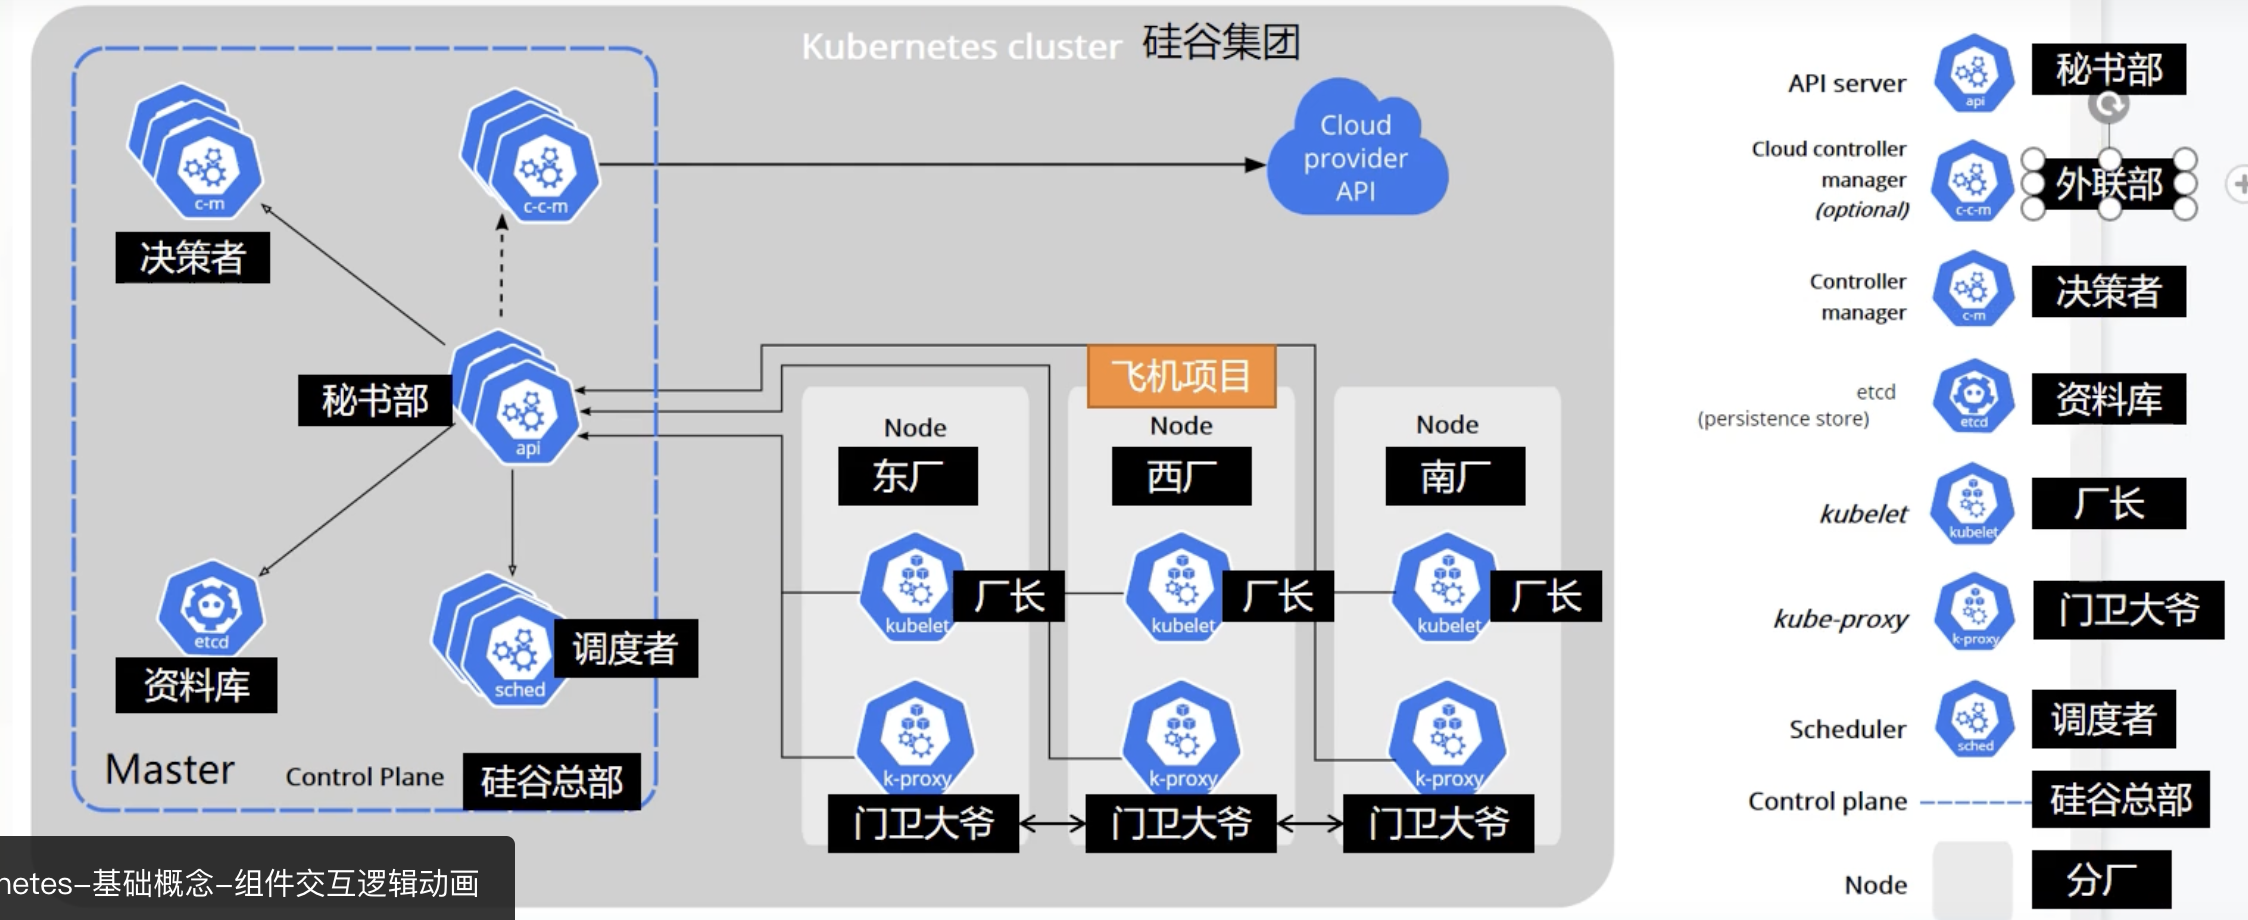 Kubernetes cluster 硅谷集团
c-m
决策者
c-c-m
Cloud
provider
API
秘书部
api
飞机项目
etcd
资料库
sched
调度者
Master
Control Plane
硅谷总部
Node
东厂
kubelet
厂长
k-proxy
门卫大爷
Node
西厂
kubelet
厂长
k-proxy
门卫大爷
Node
南厂
kubelet
厂长
k-proxy
门卫大爷
API server
api
秘书部
Cloud controller
manager
(optional)
c-c-m
外联部
Controller
manager
c-m
决策者
etcd
(persistence store)
etcd
资料库
kubelet
kubelet
厂长
kube-proxy
k-proxy
门卫大爷
Scheduler
sched
调度者
Control plane
硅谷总部
Node
分厂
netes-基础概念-组件交互逻辑动画